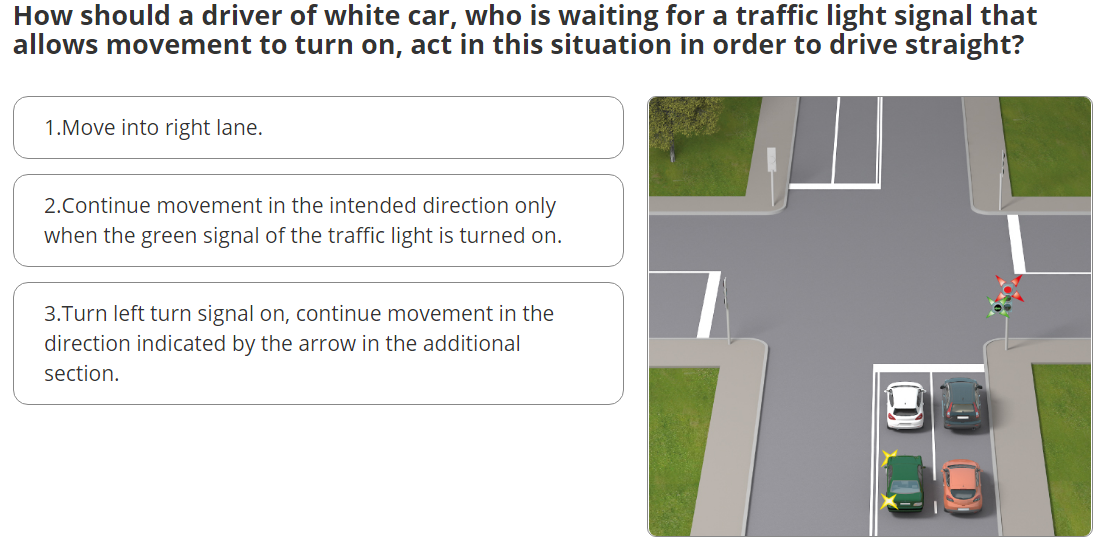 How should a driver of white car, who is waiting for a traffic light signal that
allows movement to turn on, act in this situation in order to drive straight?
1.Move into right lane.
2.Continue movement in the intended direction only
when the green signal of the traffic light is turned on.
3.Turn left turn signal on, continue movement in the
direction indicated by the arrow in the additional
section.